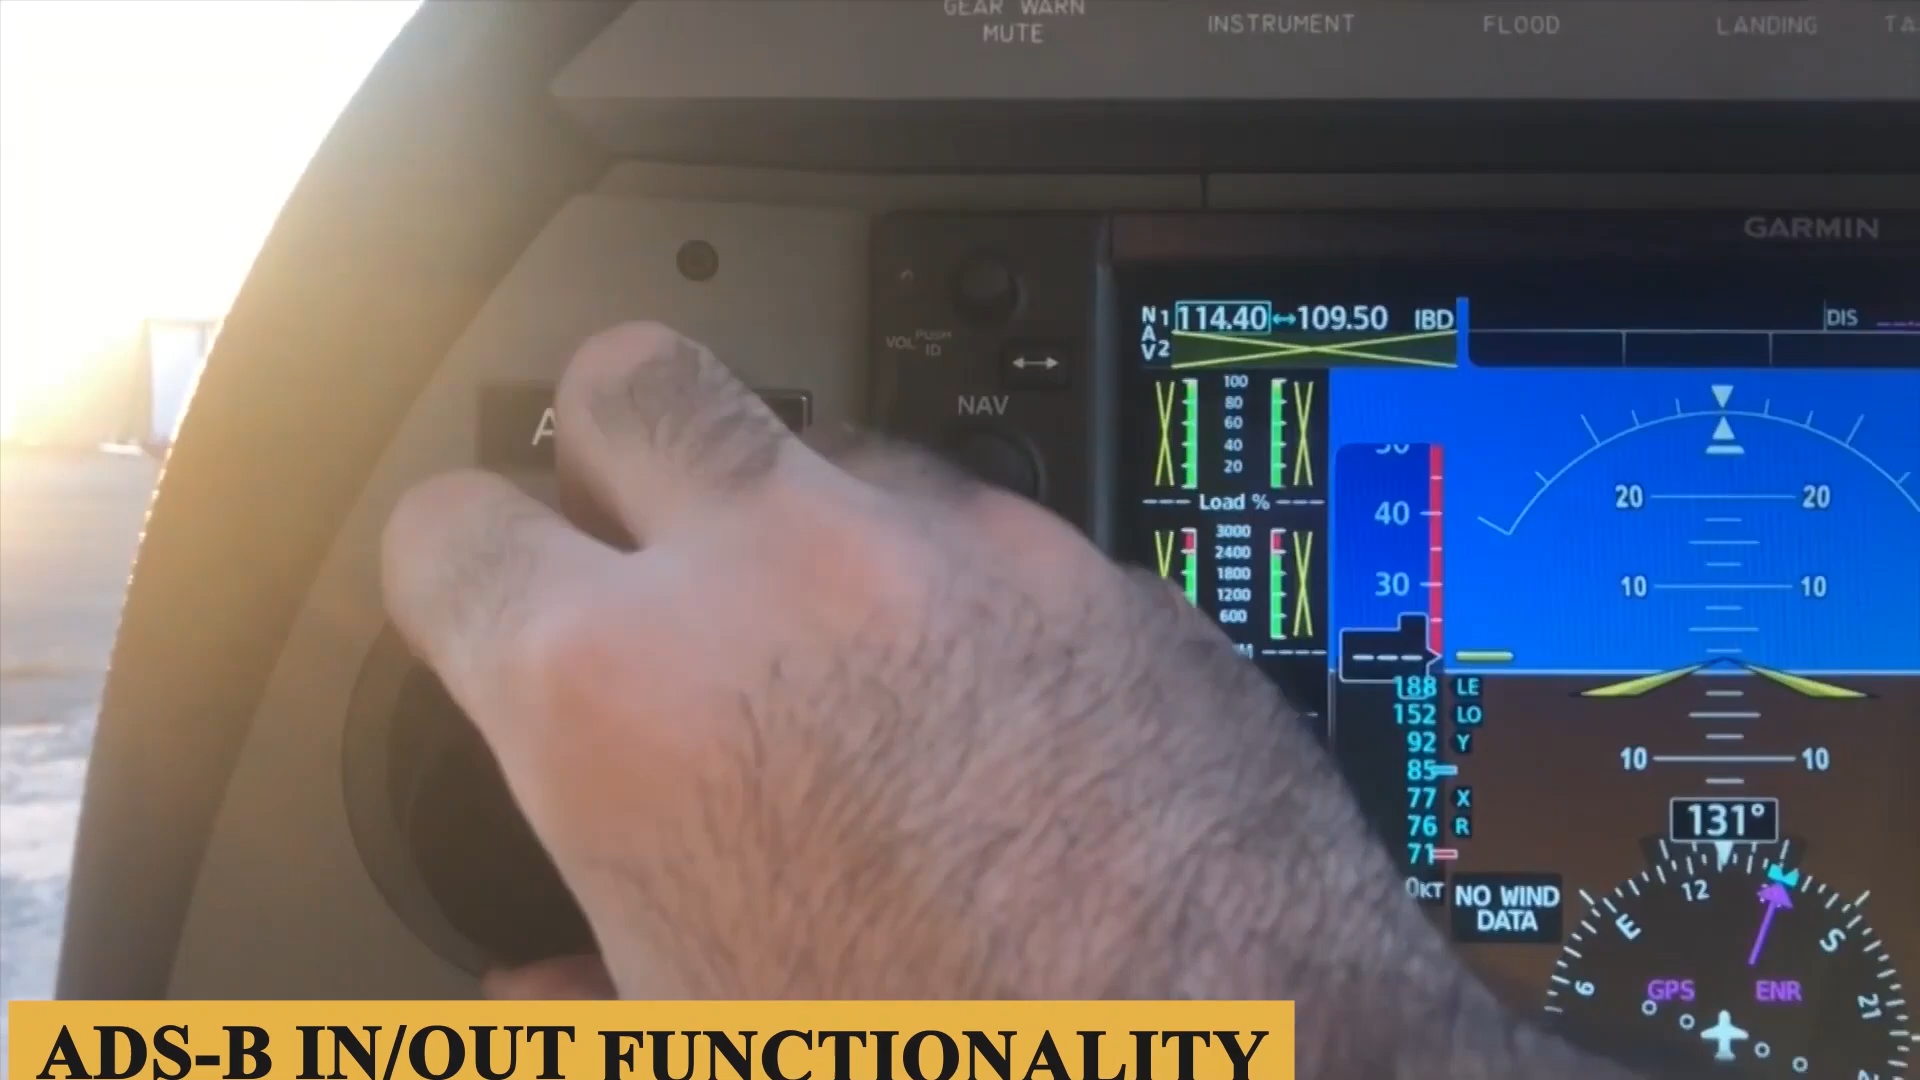 GEAR WARN
MUTE
INSTRUMENT
FLOOD
LANDING
GARMIN
VOL PUSH
ID
NAV
N 1 114.40 ↔ 109.50 IBD
A
V 2
DIS
100
80
60
40
20
Load %
3000
2400
1800
1200
600
40
30
20 20
10 10
10 10
188 LE
152 LO
92 Y
85
77 X
76 R
71
0KT
NO WIND
DATA
131°
12
E
S
6
21
GPS
ENR
ADS-B IN/OUT FUNCTIONALITY